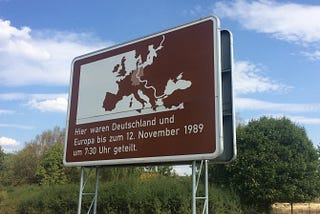 Hier waren Deutschland und
Europa bis zum 12. November 1989
um 7:30 Uhr geteilt.